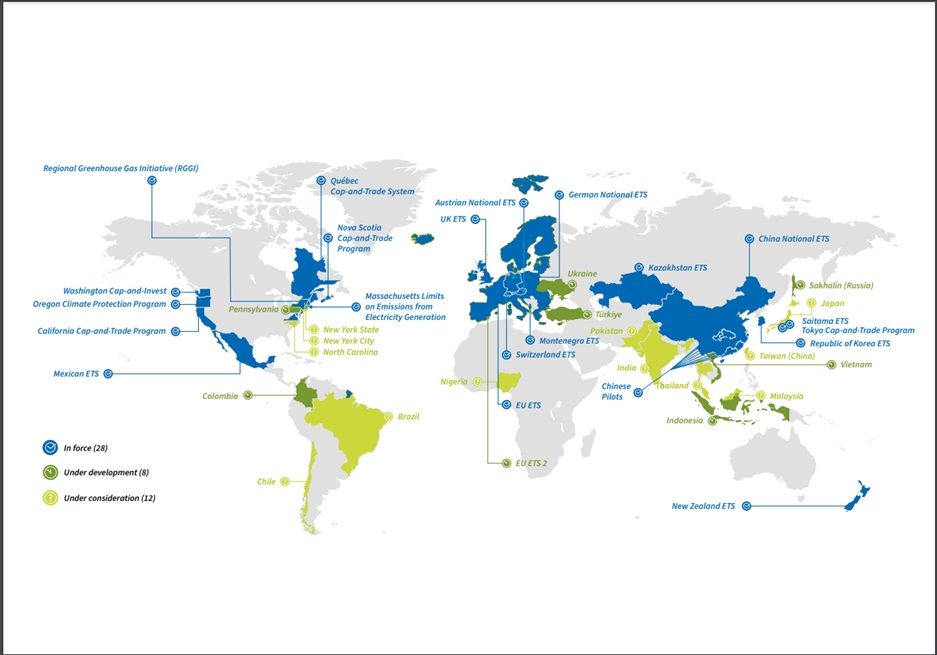 Regional Greenhouse Gas Initiative (RGGI)
Québec
Cap-and-Trade System
Nova Scotia
Cap-and-Trade
Program
Washington Cap-and-Invest
Oregon Climate Protection Program
California Cap-and-Trade Program
Mexican ETS
Massachusetts Limits
on Emissions from
Electricity Generation
Pennsylvania
New York State
New York City
North Carolina
Colombia
Brazil
Chile
Austrian National ETS
German National ETS
UK ETS
Ukraine
Türkiye
Montenegro ETS
Switzerland ETS
EU ETS
EU ETS 2
Nigeria
Kazakhstan ETS
China National ETS
Sakhalin (Russia)
Japan
Saitama ETS
Tokyo Cap-and-Trade Program
Republic of Korea ETS
Pakistan
India
Taiwan (China)
Vietnam
Chinese
Pilots
Thailand
Malaysia
Indonesia
New Zealand ETS
In force (28)
Under development (8)
Under consideration (12)